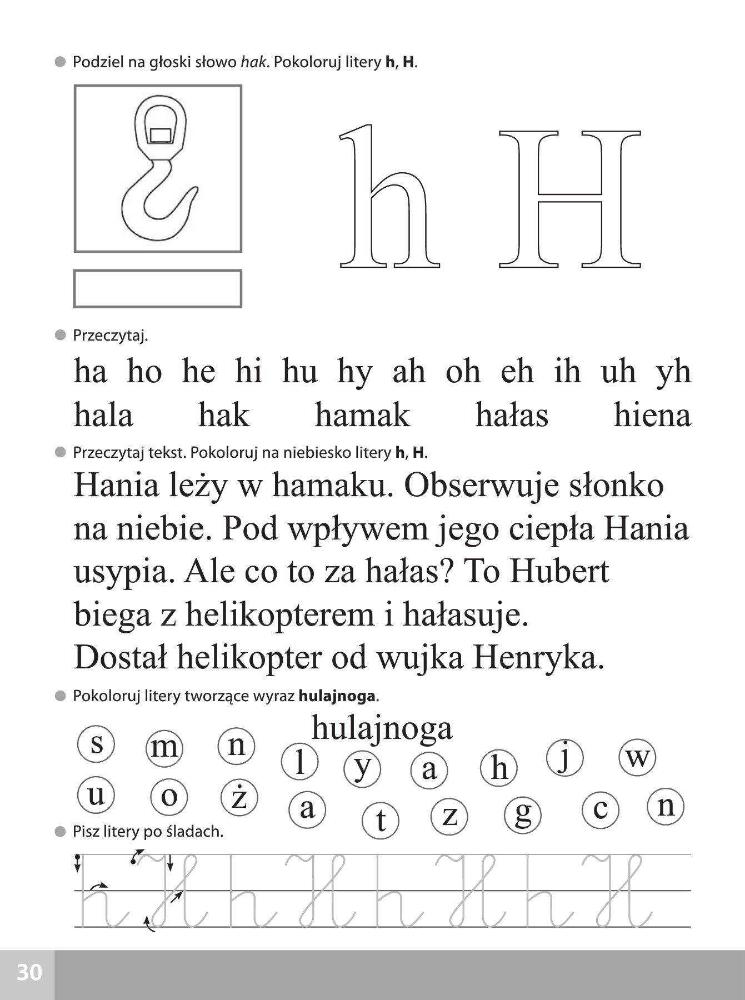 Podziel na głoski słowo hak. Pokoloruj litery h, H.
h H
Przeczytaj.
ha ho he hi hu hy ah oh eh ih uh yh
hala hak hamak hałas hiena
Przeczytaj tekst. Pokoloruj na niebiesko litery h, H.
Hania leży w hamaku. Obserwuje słonko
na niebie. Pod wpływem jego ciepła Hania
usypia. Ale co to za hałas? To Hubert
biega z helikopterem i hałasuje.
Dostał helikopter od wujka Henryka.
Pokoloruj litery tworzące wyraz hulajnoga.
hulajnoga
s m n l y a h j w
u o ż a t z g c n
Pisz litery po śladach.
h H h H h H h H
30